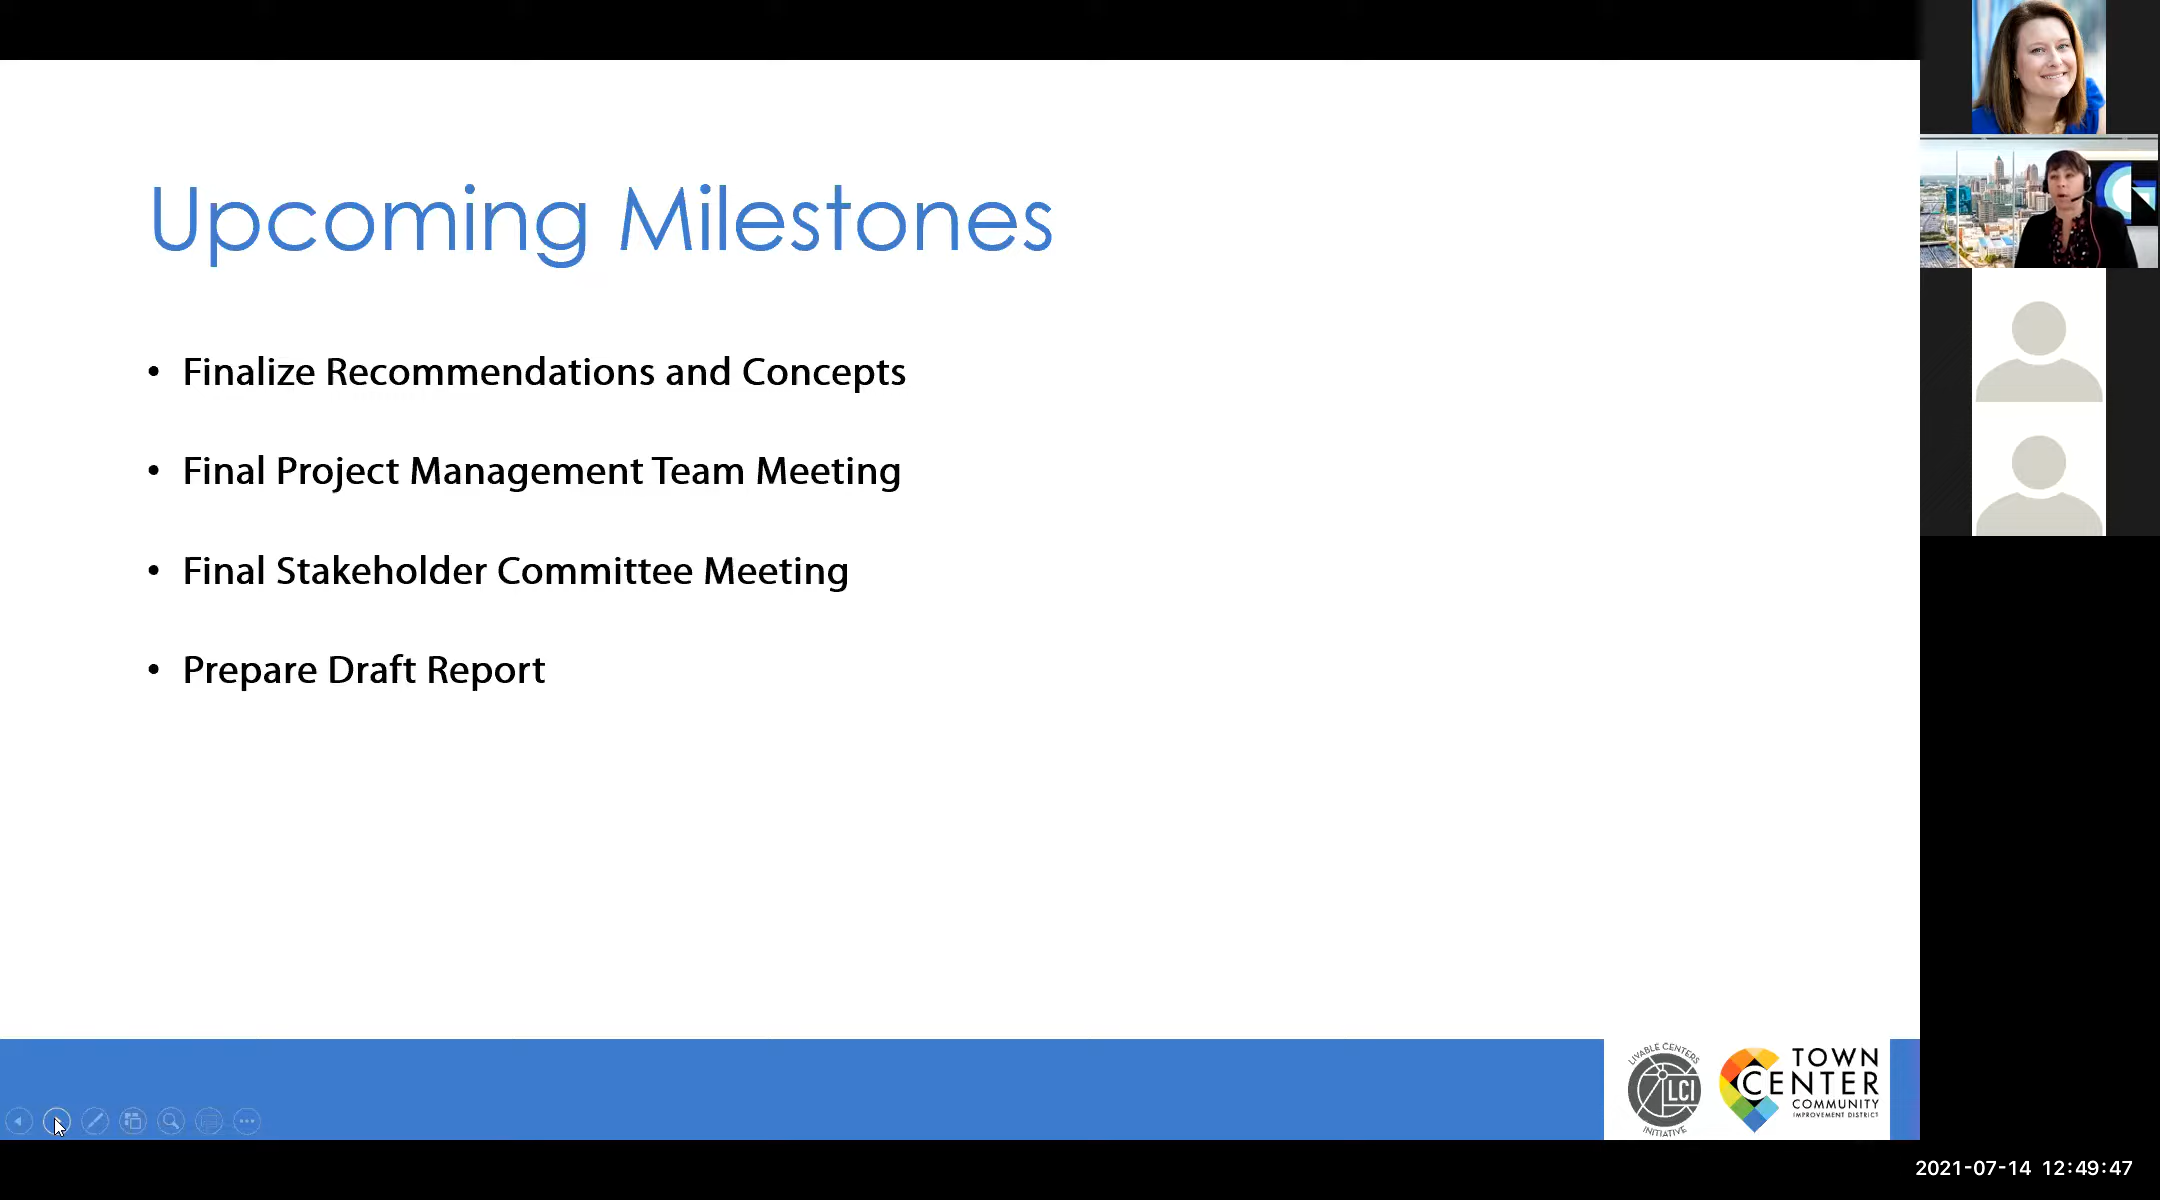 Upcoming Milestones
• Finalize Recommendations and Concepts
• Final Project Management Team Meeting
• Final Stakeholder Committee Meeting
• Prepare Draft Report
LIVABLE CENTERS
LCI
INITIATIVE
TOWN
CENTER
COMMUNITY
IMPROVEMENT DISTRICT
2021-07-14 12:49:47